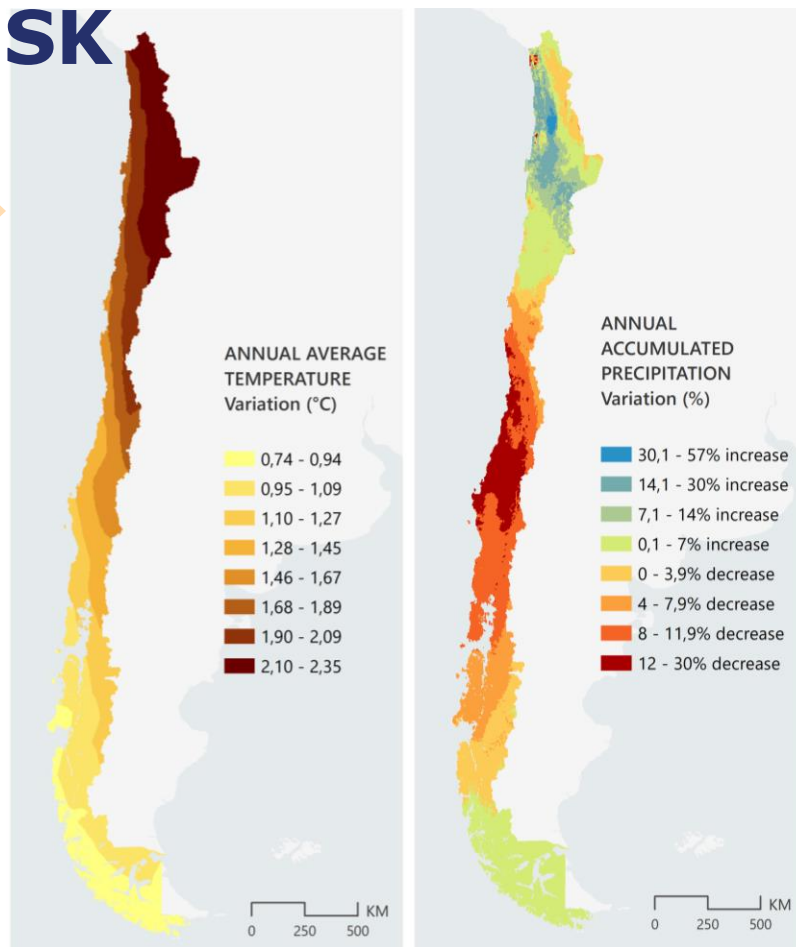 SK
ANNUAL AVERAGE
TEMPERATURE
Variation (°C)
0,74 - 0,94
0,95 - 1,09
1,10 - 1,27
1,28 - 1,45
1,46 - 1,67
1,68 - 1,89
1,90 - 2,09
2,10 - 2,35
KM
0 250 500
ANNUAL
ACCUMULATED
PRECIPITATION
Variation (%)
30,1 - 57% increase
14,1 - 30% increase
7,1 - 14% increase
0,1 - 7% increase
0 - 3,9% decrease
4 - 7,9% decrease
8 - 11,9% decrease
12 - 30% decrease
KM
0 250 500